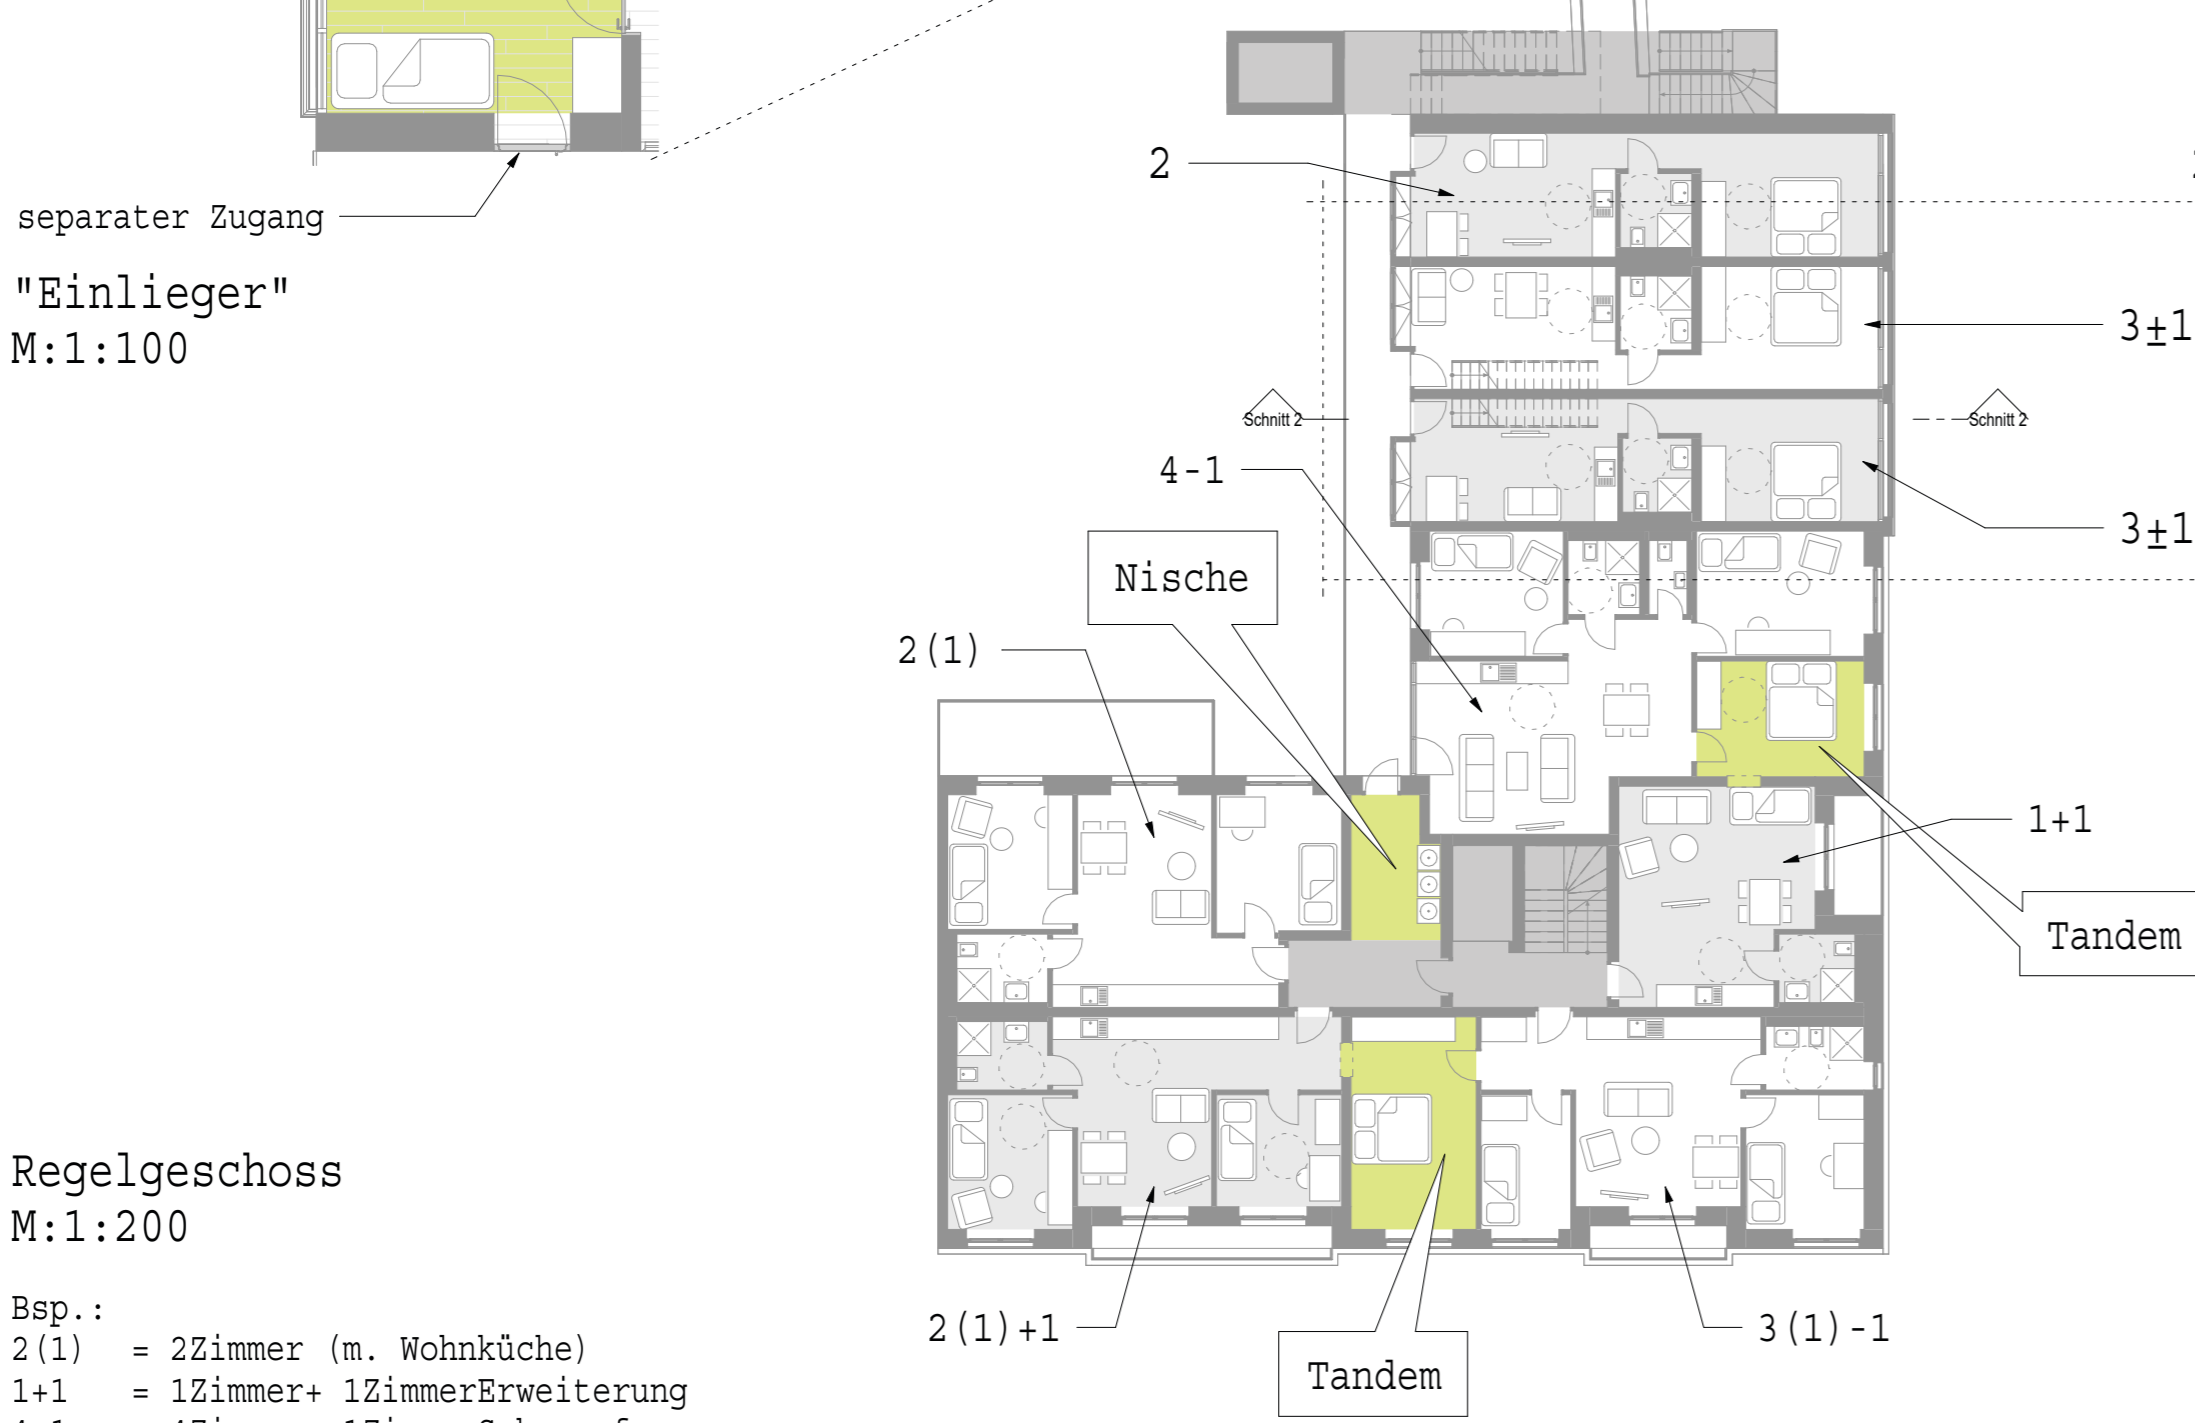 separater Zugang
"Einlieger"
M:1:100
2
3±1
Schnitt 2
Schnitt 2
4-1
3±1
Nische
2(1)
1+1
Tandem
Regelgeschoss
M:1:200
Bsp.:
2(1) = 2Zimmer (m. Wohnküche)
1+1 = 1Zimmer+ 1ZimmerErweiterung
2(1)+1
3(1)-1
Tandem